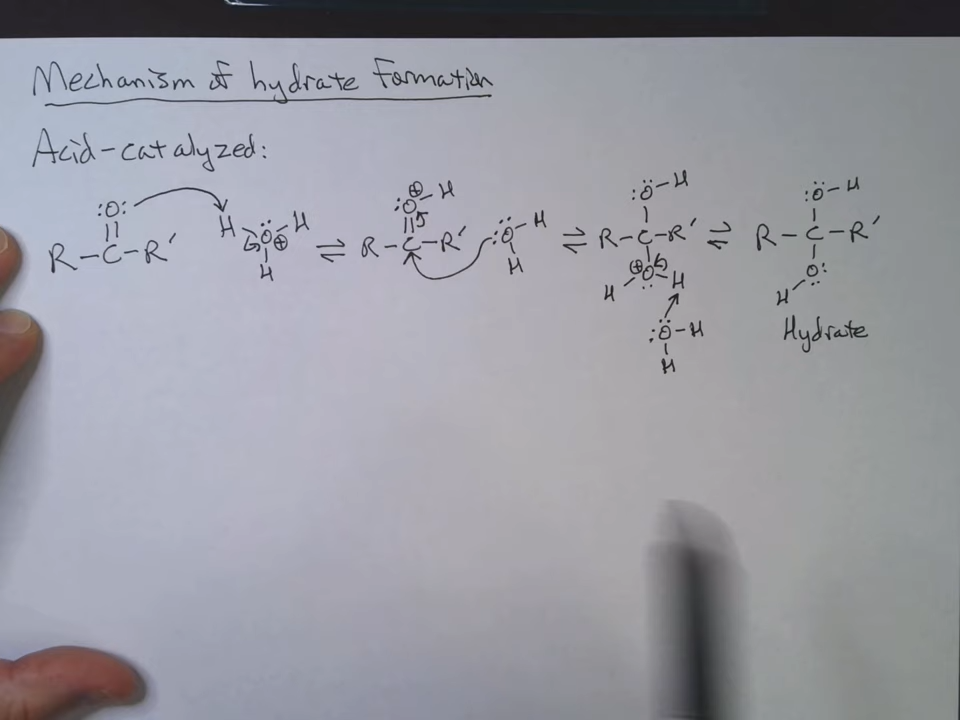 Mechanism of hydrate Formation
Acid-catalyzed:
:O: H O H ⊕ H R-C-R′ ⇌
⊕ :O-H R-C-R′ :O-H H ⇌
:O-H R-C-R′ ⊕ O H H :O-H H ⇌
:O-H R-C-R′ O: H
Hydrate